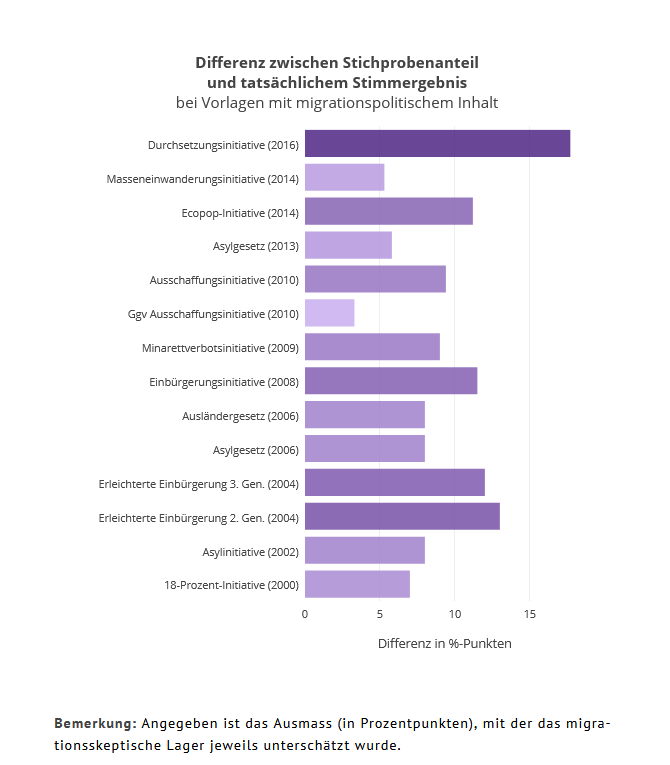 Differenz zwischen Stichprobenanteil
und tatsächlichem Stimmergebnis
bei Vorlagen mit migrationspolitischem Inhalt
Durchsetzungsinitiative (2016)
Masseneinwanderungsinitiative (2014)
Ecopop-Initiative (2014)
Asylgesetz (2013)
Ausschaffungsinitiative (2010)
Ggv Ausschaffungsinitiative (2010)
Minarettverbotsinitiative (2009)
Einbürgerungsinitiative (2008)
Ausländergesetz (2006)
Asylgesetz (2006)
Erleichterte Einbürgerung 3. Gen. (2004)
Erleichterte Einbürgerung 2. Gen. (2004)
Asylinitiative (2002)
18-Prozent-Initiative (2000)
0 5 10 15
Differenz in %-Punkten
Bemerkung: Angegeben ist das Ausmass (in Prozentpunkten), mit der das migra-
tionsskeptische Lager jeweils unterschätzt wurde.